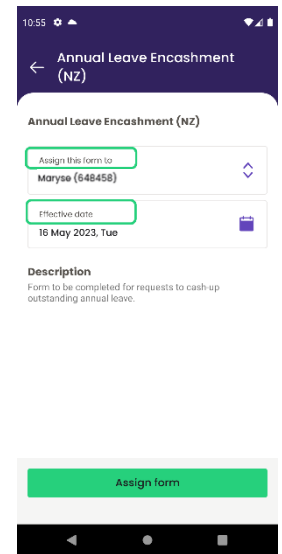 10:55
Annual Leave Encashment
(NZ)
Annual Leave Encashment (NZ)
Assign this form to
Maryse (648458)
Effective date
16 May 2023, Tue
Description
Form to be completed for requests to cash-up
outstanding annual leave.
Assign form